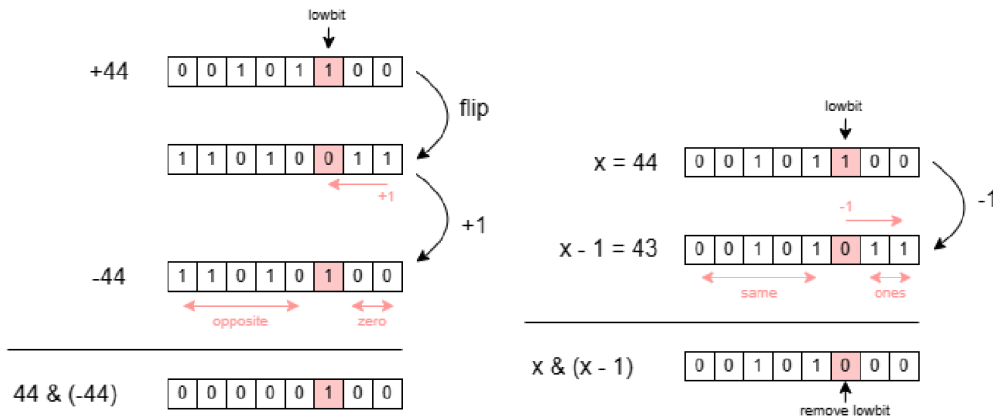 lowbit
+44 0 0 1 0 1 1 0 0
flip
1 1 0 1 0 0 1 1
+1
+1
-44 1 1 0 1 0 1 0 0
opposite zero
44 & (-44) 0 0 0 0 0 1 0 0
lowbit
x = 44 0 0 1 0 1 1 0 0
-1
-1
x - 1 = 43 0 0 1 0 1 0 1 1
same ones
x & (x - 1) 0 0 1 0 1 0 0 0
remove lowbit